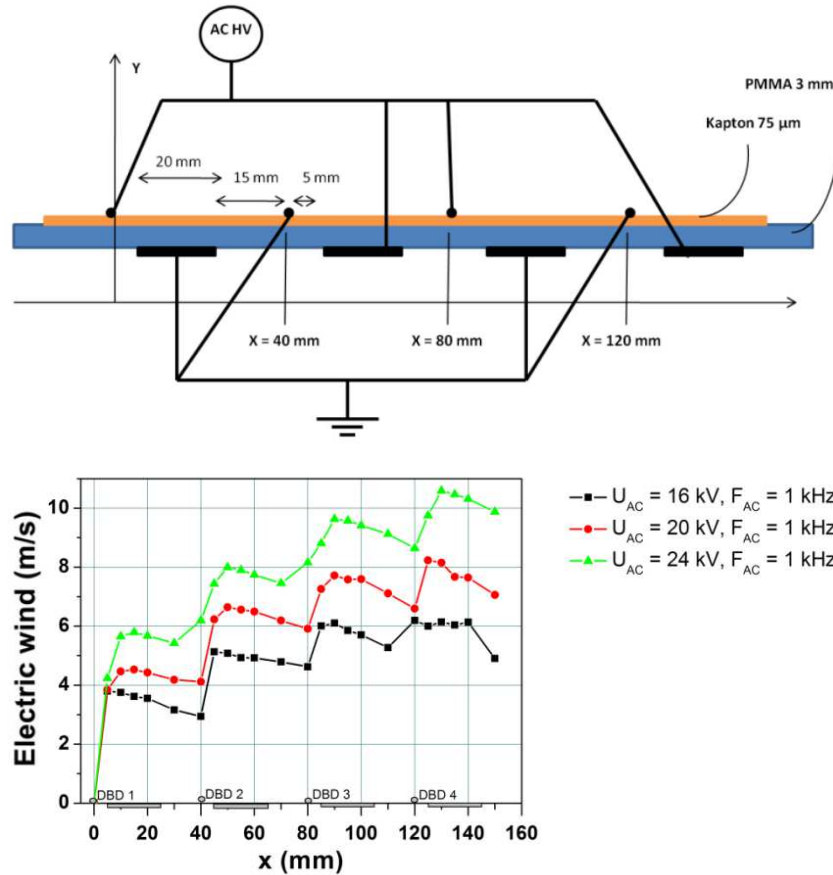 AC HV
Y
PMMA 3 mm
Kapton 75 µm
20 mm
15 mm
5 mm
X = 40 mm
X = 80 mm
X = 120 mm
Electric wind (m/s)
10
8
6
4
2
0
DBD 1
DBD 2
DBD 3
DBD 4
0
20
40
60
80
100
120
140
160
x (mm)
U_AC = 16 kV, F_AC = 1 kHz
U_AC = 20 kV, F_AC = 1 kHz
U_AC = 24 kV, F_AC = 1 kHz